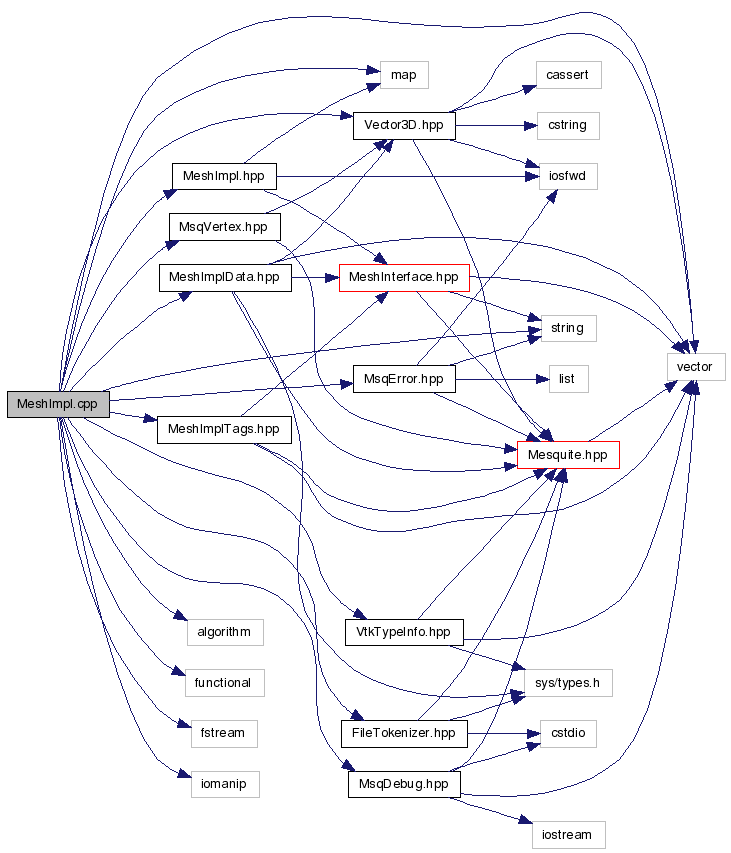 map
cassert
Vector3D.hpp
cstring
MeshImpl.hpp
iosfwd
MsqVertex.hpp
MeshImplData.hpp
MeshInterface.hpp
string
vector
MsqError.hpp
list
MeshImpl.cpp
MeshImplTags.hpp
Mesquite.hpp
algorithm
VtkTypeInfo.hpp
functional
sys/types.h
fstream
FileTokenizer.hpp
cstdio
iomanip
MsqDebug.hpp
iostream